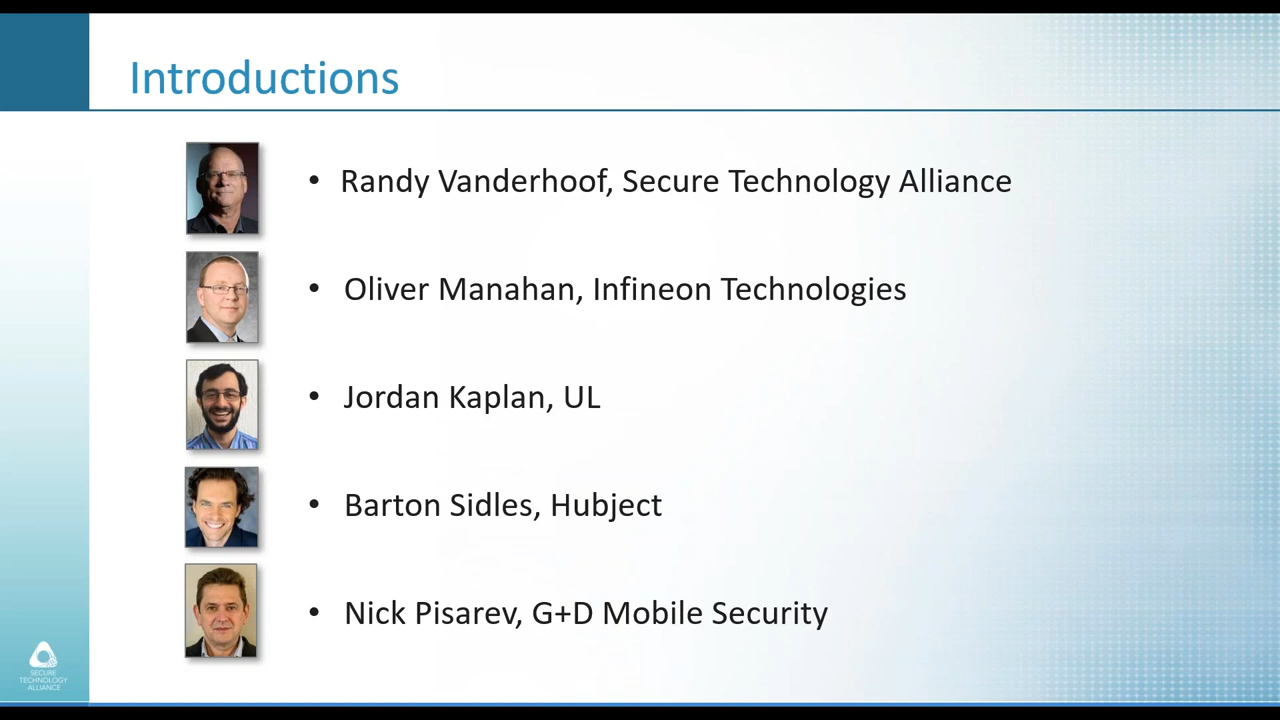 Introductions
• Randy Vanderhoof, Secure Technology Alliance
• Oliver Manahan, Infineon Technologies
• Jordan Kaplan, UL
• Barton Sidles, Hubject
• Nick Pisarev, G+D Mobile Security
SECURE
TECHNOLOGY
ALLIANCE